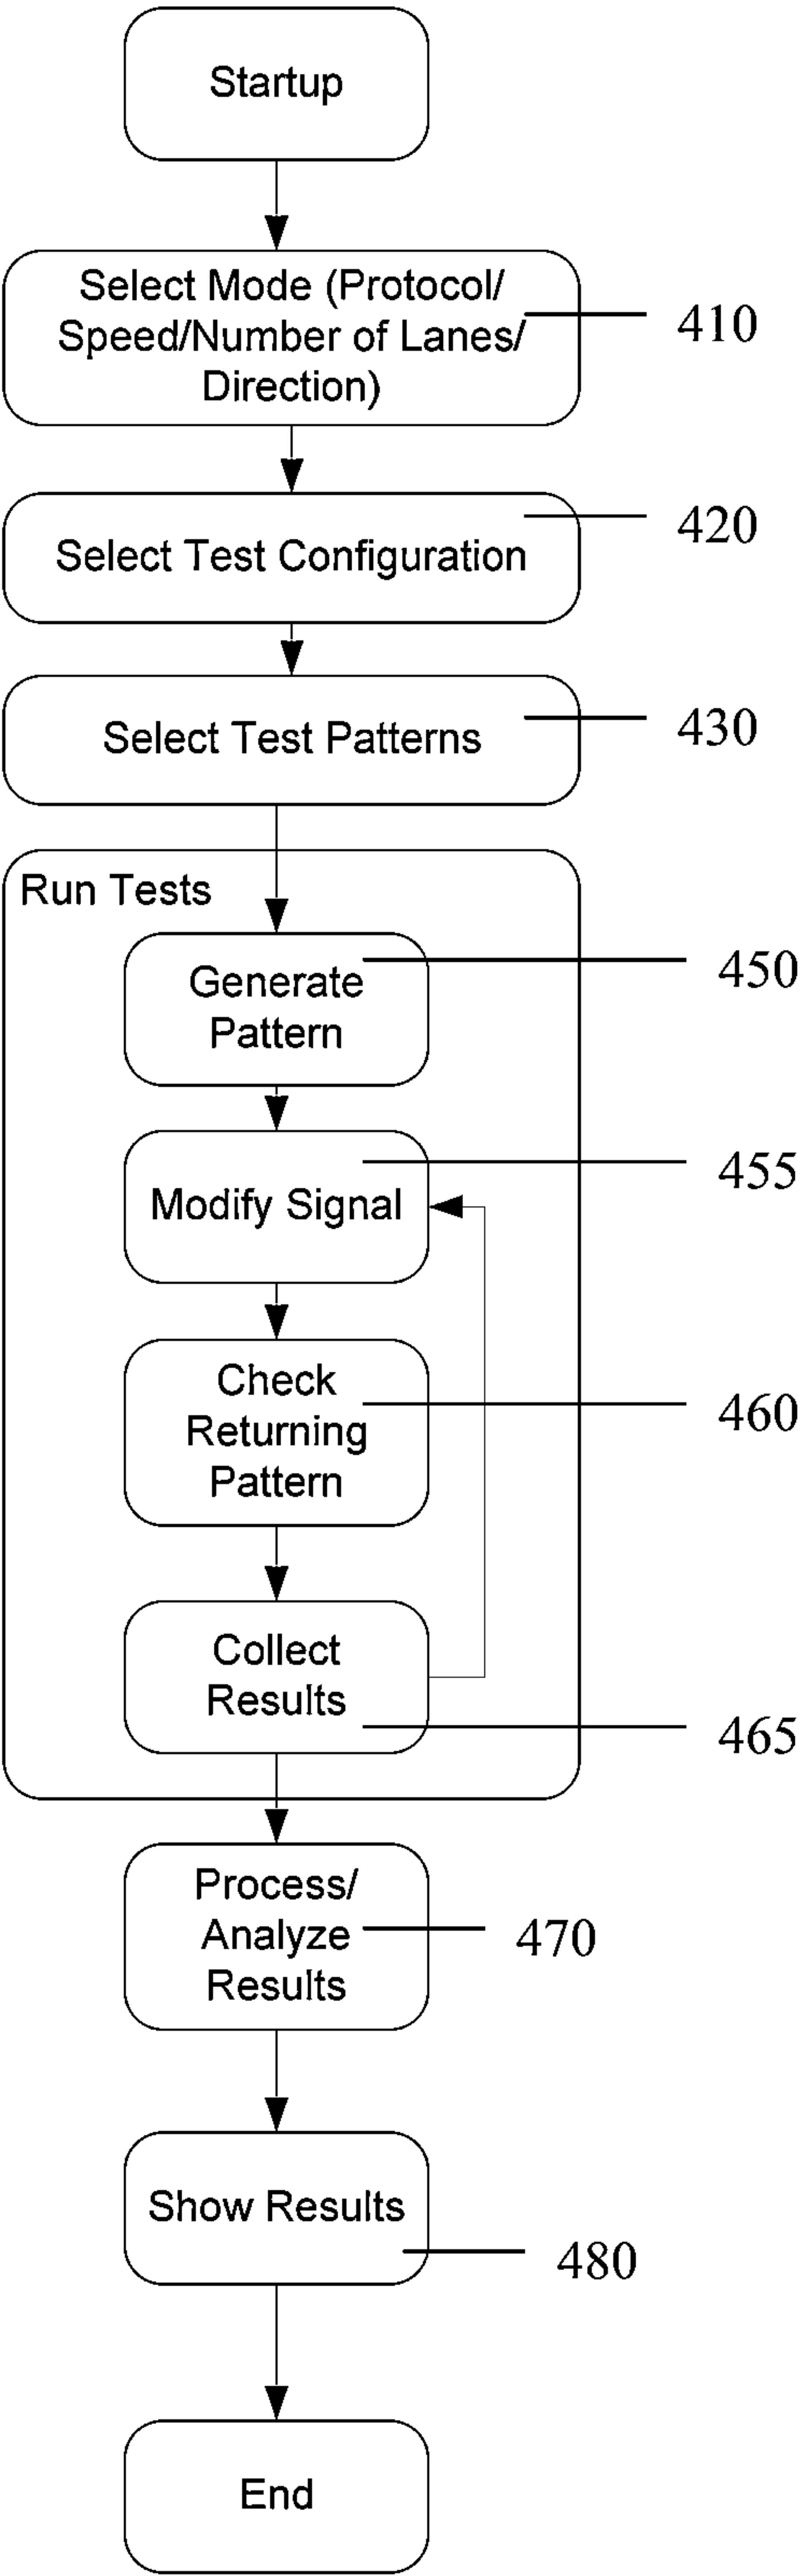 Startup
Select Mode (Protocol/
Speed/Number of Lanes/
Direction)
410
Select Test Configuration
420
Select Test Patterns
430
Run Tests
Generate
Pattern
450
Modify Signal
455
Check
Returning
Pattern
460
Collect
Results
465
Process/
Analyze
Results
470
Show Results
480
End